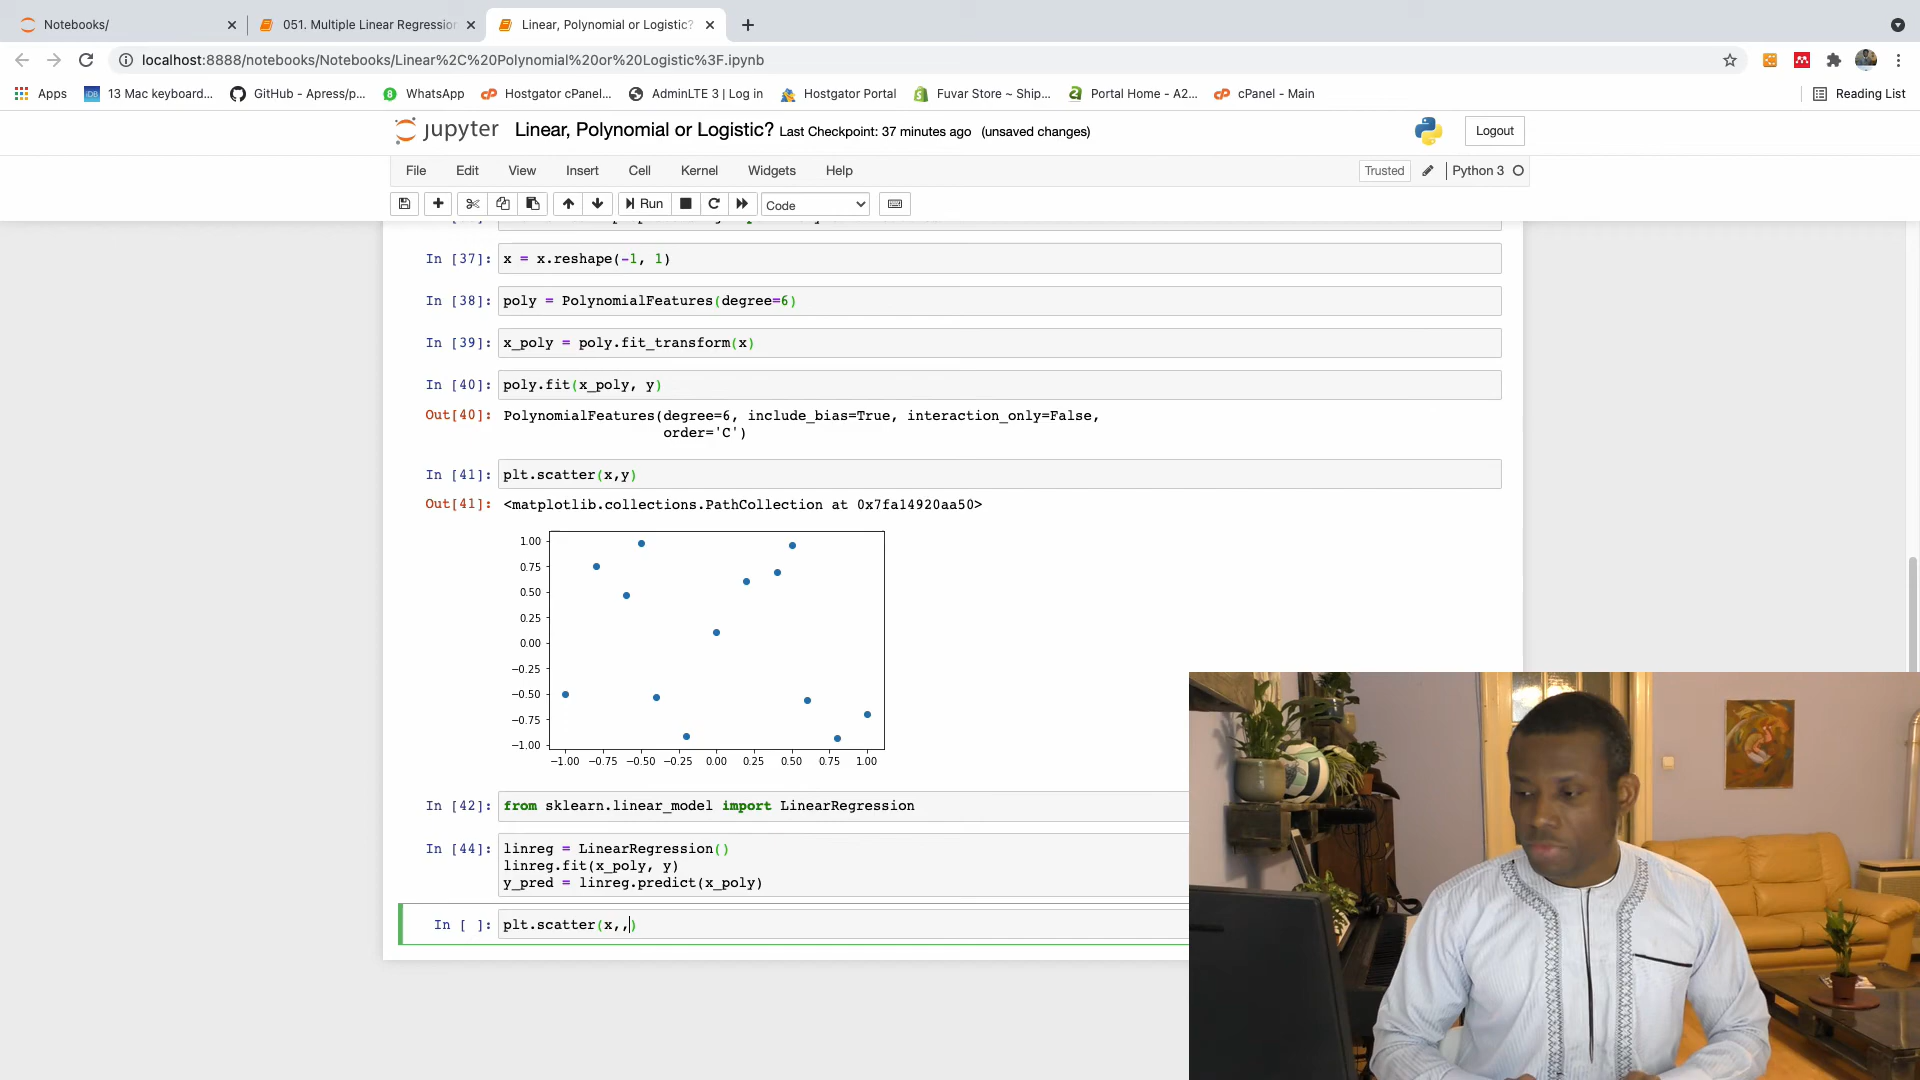 Notebooks/
051. Multiple Linear Regression
Linear, Polynomial or Logistic?
localhost:8888/notebooks/Notebooks/Linear%2C%20Polynomial%20or%20Logistic%3F.ipynb
Apps
13 Mac keyboard...
GitHub - Apress/p...
WhatsApp
Hostgator cPanel...
AdminLTE 3 | Log in
Hostgator Portal
Fuvar Store ~ Ship...
Portal Home - A2...
cPanel - Main
Reading List
jupyter Linear, Polynomial or Logistic? Last Checkpoint: 37 minutes ago (unsaved changes)
Logout
File Edit View Insert Cell Kernel Widgets Help
Trusted
Python 3
Run
Code
In [37]: x = x.reshape(-1, 1)
In [38]: poly = PolynomialFeatures(degree=6)
In [39]: x_poly = poly.fit_transform(x)
In [40]: poly.fit(x_poly, y)
Out[40]: PolynomialFeatures(degree=6, include_bias=True, interaction_only=False,
order='C')
In [41]: plt.scatter(x,y)
Out[41]: <matplotlib.collections.PathCollection at 0x7fa14920aa50>
1.00
0.75
0.50
0.25
0.00
−0.25
−0.50
−0.75
−1.00
−1.00 −0.75 −0.50 −0.25 0.00 0.25 0.50 0.75 1.00
In [42]: from sklearn.linear_model import LinearRegression
In [44]: linreg = LinearRegression()
linreg.fit(x_poly, y)
y_pred = linreg.predict(x_poly)
In [ ]: plt.scatter(x,,)